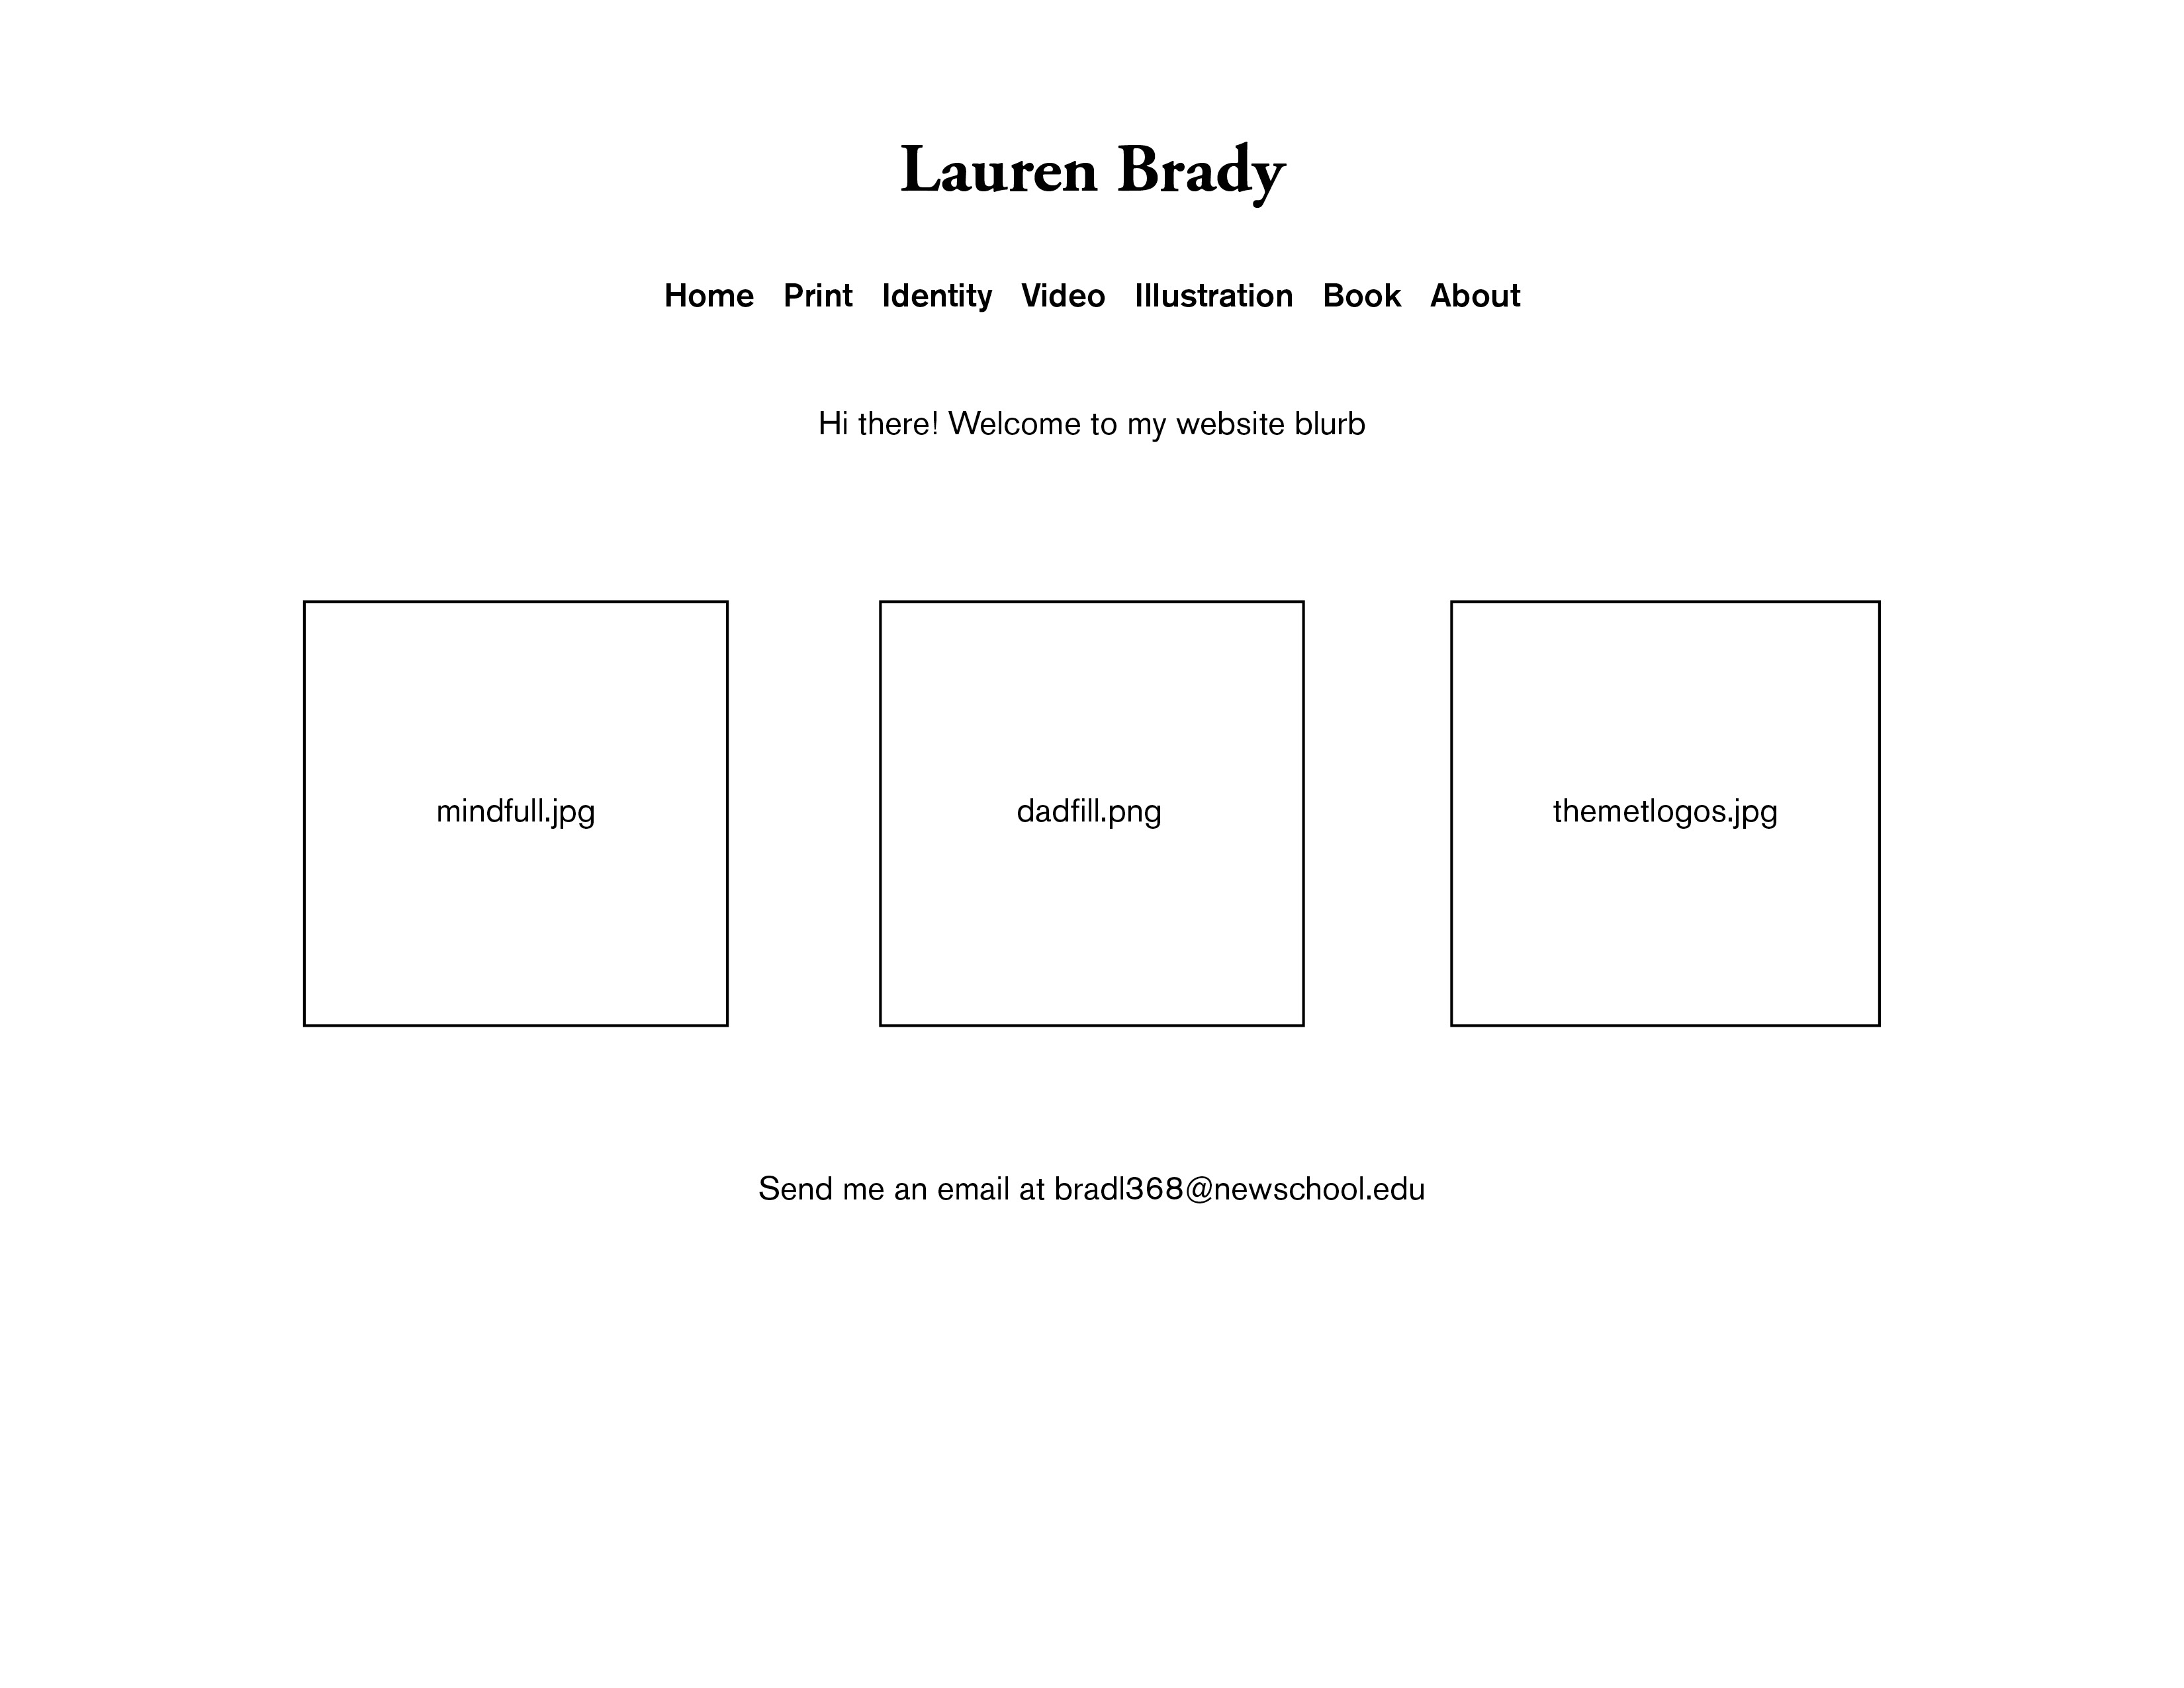 Lauren Brady
Home Print Identity Video Illustration Book About
Hi there! Welcome to my website blurb
mindfull.jpg dadfill.png themetlogos.jpg
Send me an email at bradl368@newschool.edu